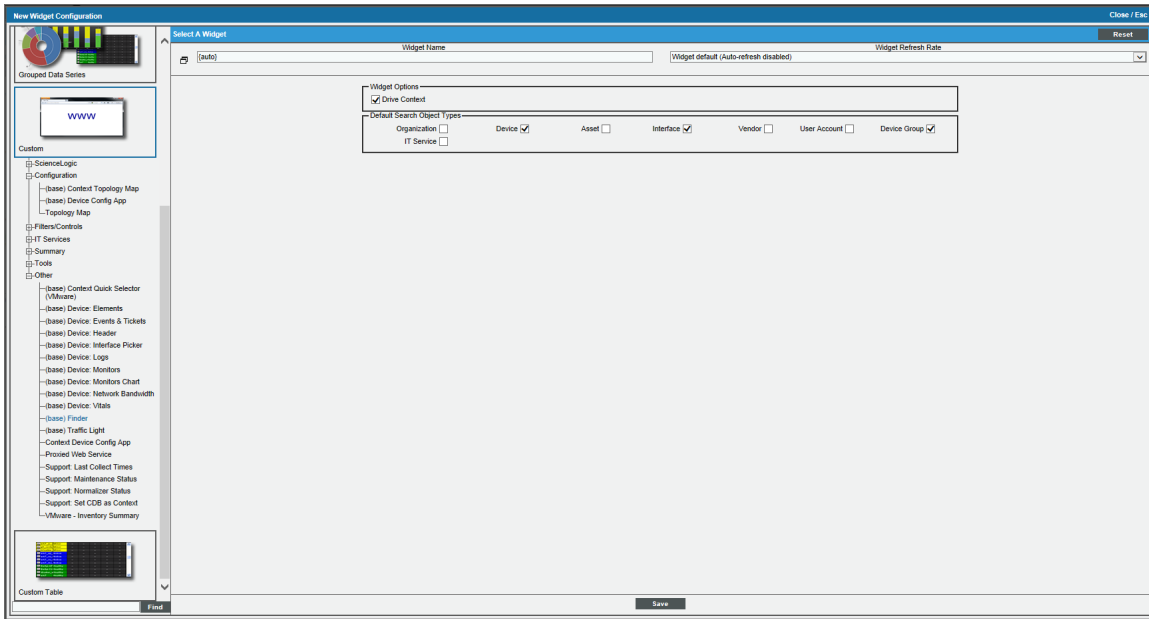 New Widget Configuration
Close / Esc
Grouped Data Series
www
Custom
ScienceLogic
Configuration
(base) Context Topology Map
(base) Device Config App
Topology Map
Filters/Controls
IT Services
Summary
Tools
Other
(base) Context Quick Selector
(VMware)
(base) Device: Elements
(base) Device: Events & Tickets
(base) Device: Header
(base) Device: Interface Picker
(base) Device: Logs
(base) Device: Monitors
(base) Device: Monitors Chart
(base) Device: Network Bandwidth
(base) Device: Vitals
(base) Finder
(base) Traffic Light
Context Device Config App
Proxied Web Service
Support: Last Collect Times
Support: Maintenance Status
Support: Normalizer Status
Support: Set CDB as Context
VMware - Inventory Summary
Custom Table
Find
Select A Widget
Reset
Widget Name
Widget Refresh Rate
{auto}
Widget default (Auto-refresh disabled)
Widget Options
Drive Context
Default Search Object Types
Organization Device Asset Interface Vendor User Account Device Group
IT Service
Save